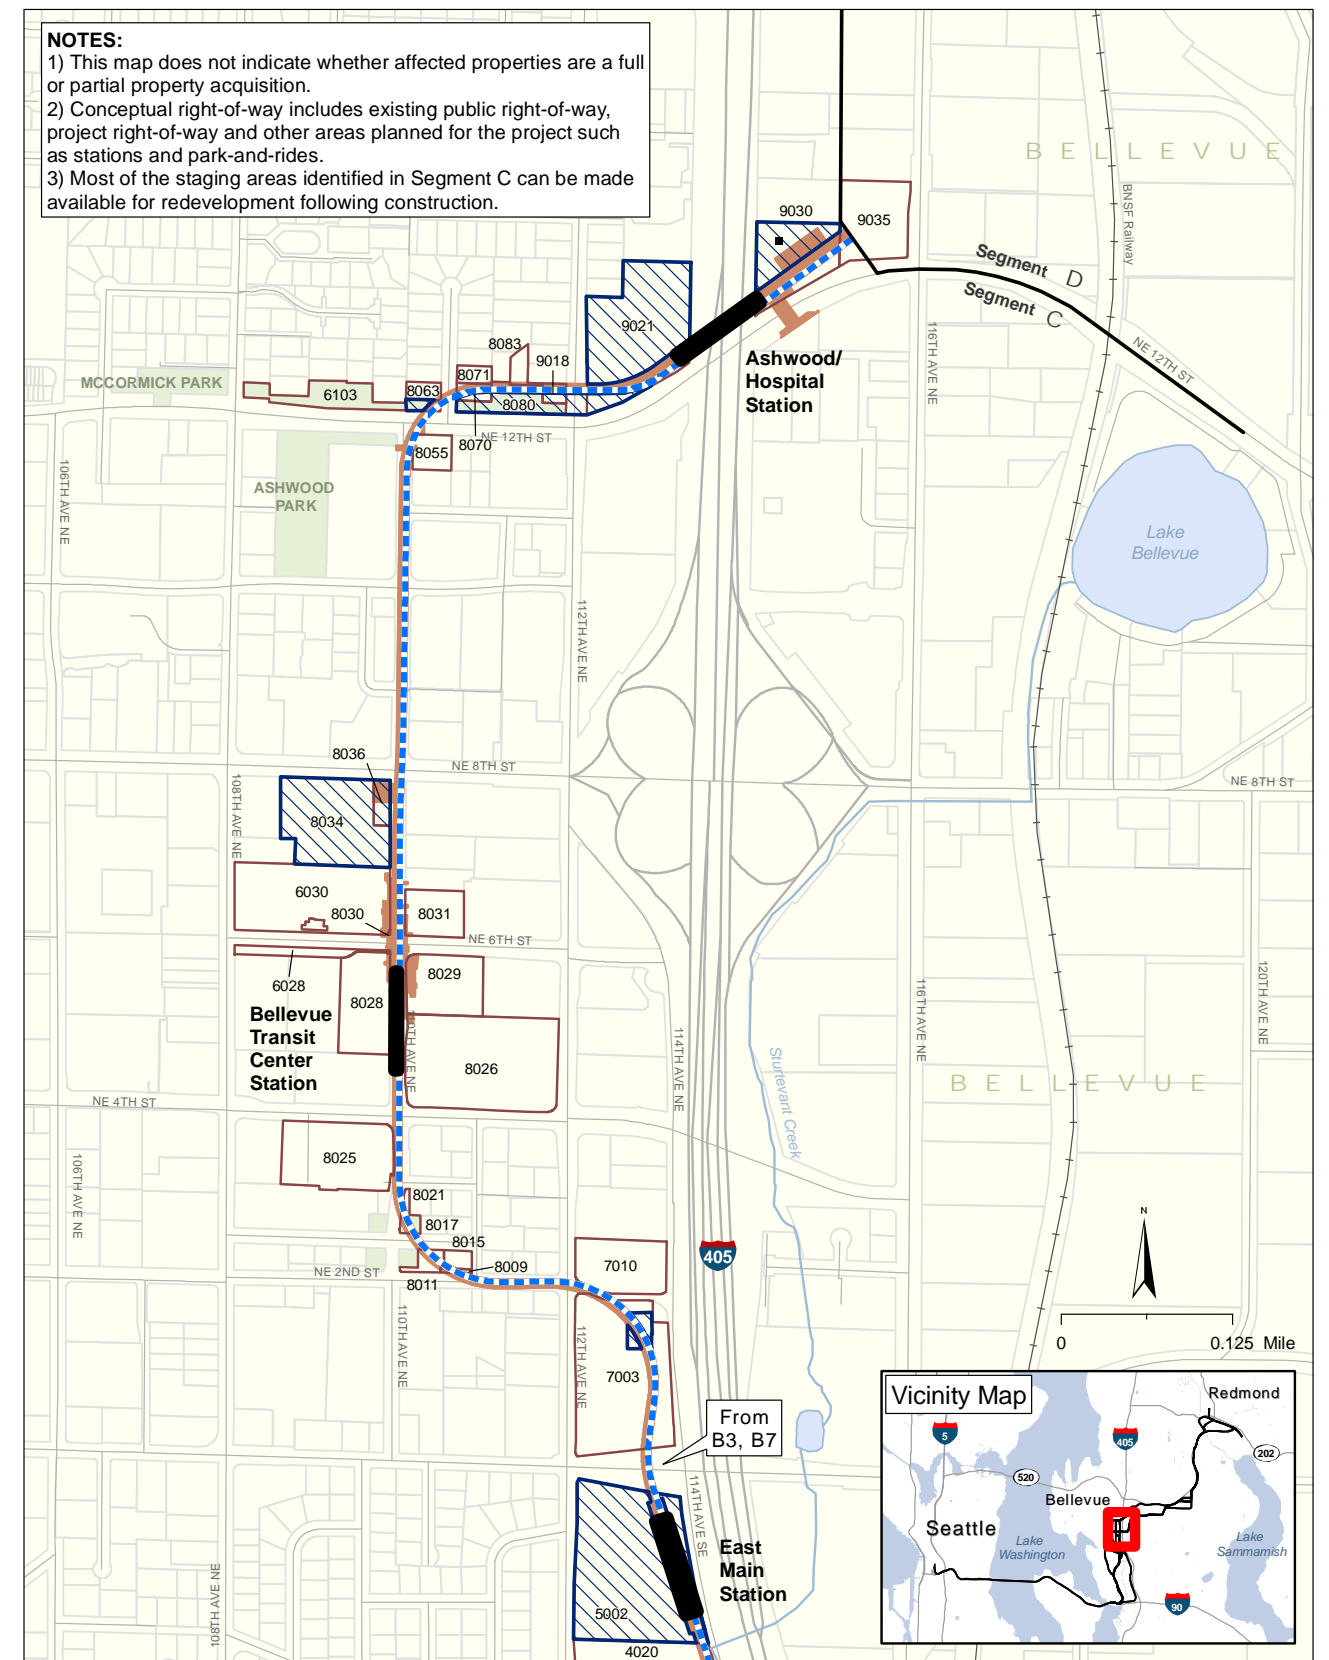 NOTES:
1) This map does not indicate whether affected properties are a full
or partial property acquisition.
2) Conceptual right-of-way includes existing public right-of-way,
project right-of-way and other areas planned for the project such
as stations and park-and-rides.
3) Most of the staging areas identified in Segment C can be made
available for redevelopment following construction.
BELLEVUE
BNSF Railway
9030
9035
Segment D
Segment C
9021
116TH AVE NE
NE 12TH ST
8083
9018
8071
MCCORMICK PARK
6103
8063
8080
Ashwood/
Hospital
Station
NE 12TH ST
8070
8055
106TH AVE NE
ASHWOOD
PARK
Lake
Bellevue
112TH AVE NE
8036
NE 8TH ST
NE 8TH ST
108TH AVE NE
8034
6030
8030
8031
NE 6TH ST
6028
8028
8029
Bellevue
Transit
Center
Station
110TH AVE NE
8026
114TH AVE NE
116TH AVE NE
120TH AVE NE
Sturtevant Creek
BELLEVUE
NE 4TH ST
106TH AVE NE
8025
8021
8017
8015
8009
8011
NE 2ND ST
7010
405
N
0
0.125 Mile
110TH AVE NE
112TH AVE NE
7003
From
B3, B7
114TH AVE SE
East
Main
Station
5002
4020
108TH AVE NE
Vicinity Map
Redmond
5
405
202
520
Bellevue
Seattle
Lake
Washington
Lake
Sammamish
90